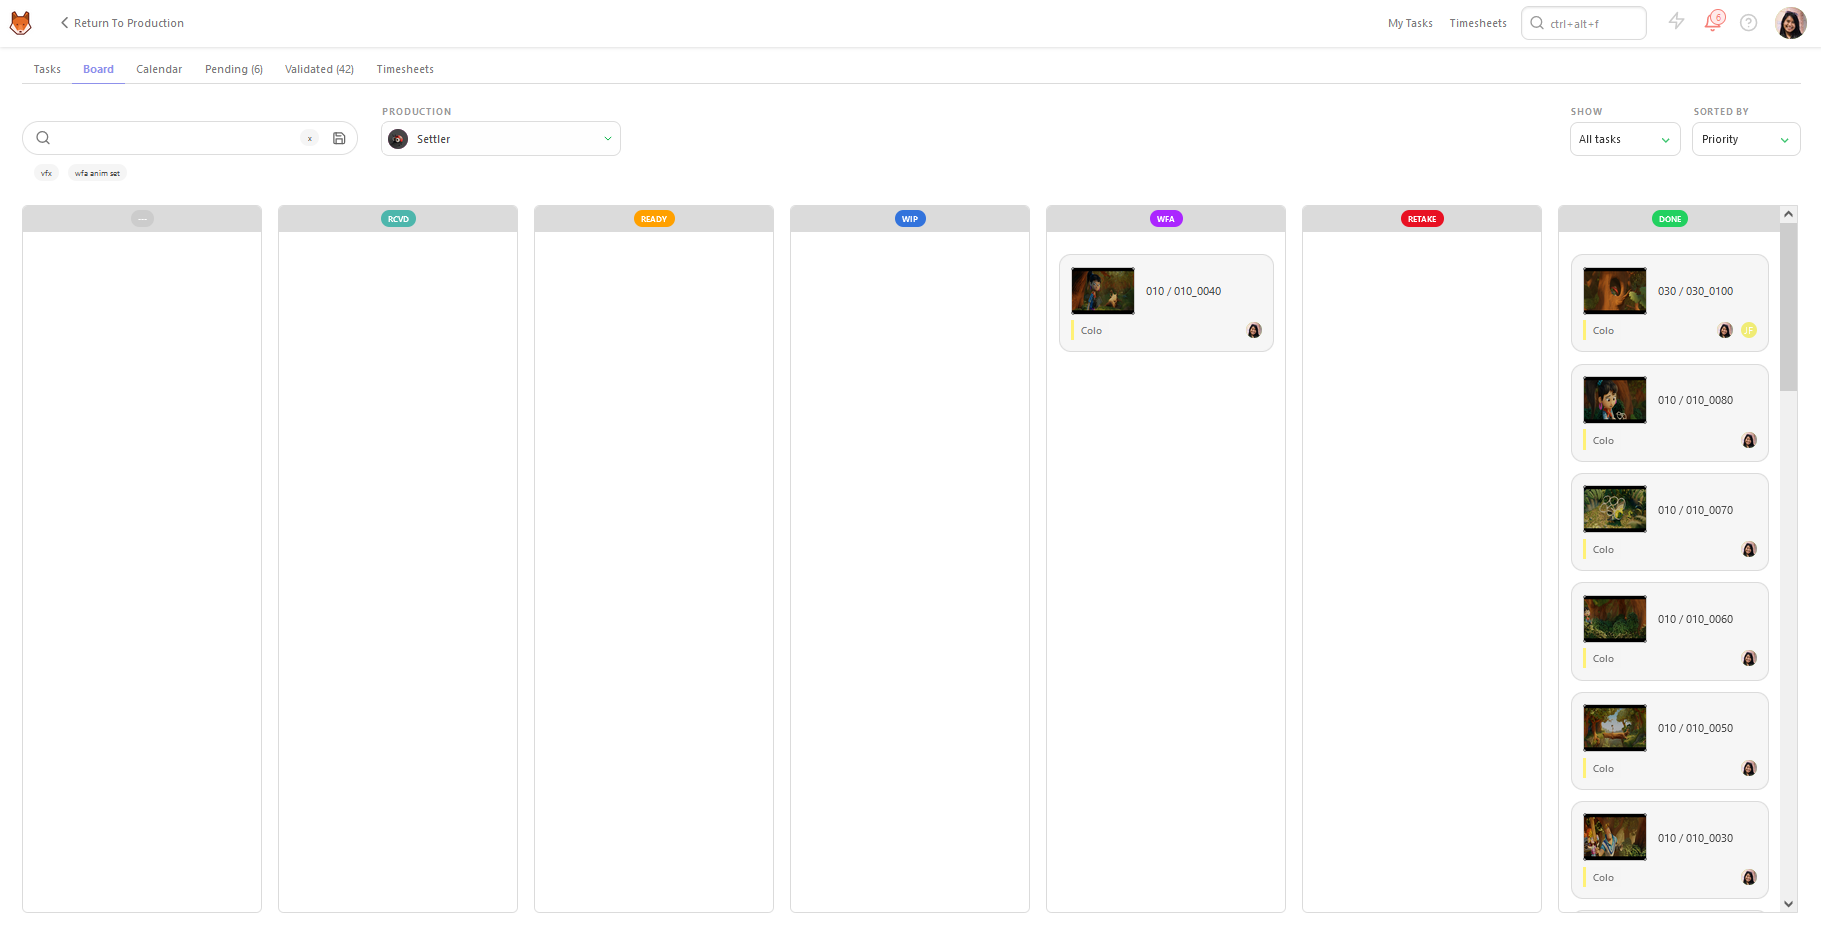 Return To Production
My Tasks
Timesheets
ctrl+alt+f
6
?
Tasks
Board
Calendar
Pending (6)
Validated (42)
Timesheets
PRODUCTION
SHOW
SORTED BY
x
Settler
All tasks
Priority
vfx
wfa anim set
RCVD
READY
WIP
WFA
RETAKE
DONE
010 / 010_0040
Colo
030 / 030_0100
Colo
JF
010 / 010_0080
Colo
010 / 010_0070
Colo
010 / 010_0060
Colo
010 / 010_0050
Colo
010 / 010_0030
Colo